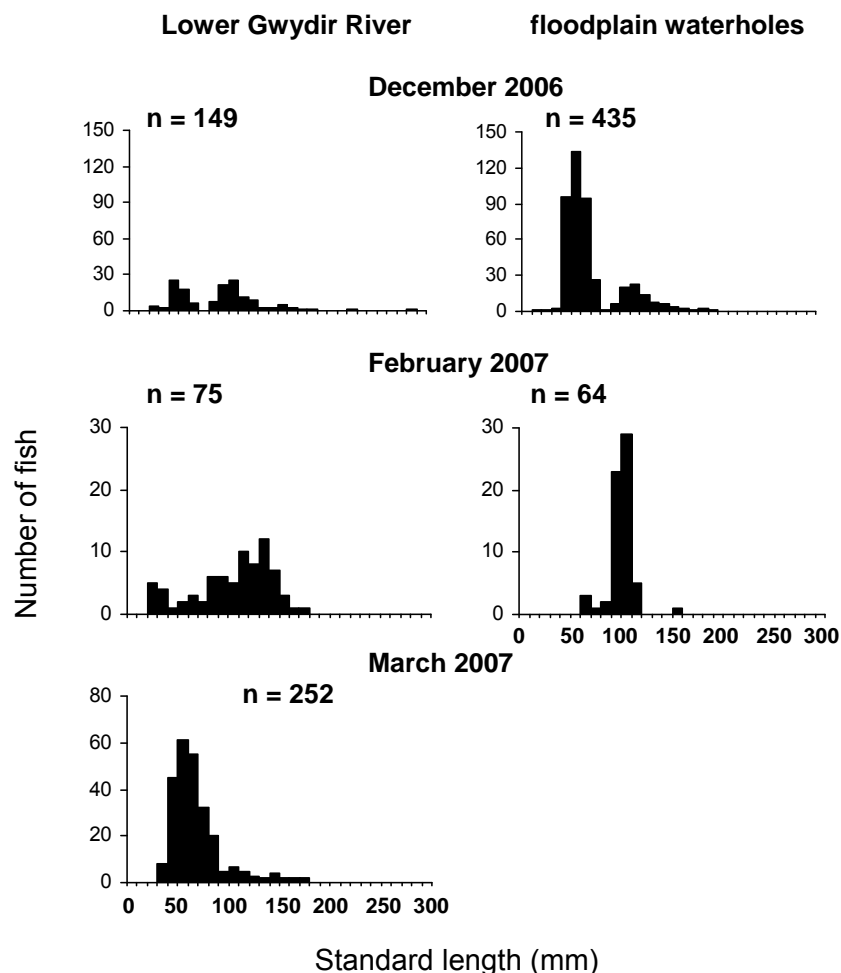 Lower Gwydir River floodplain waterholes
December 2006
n = 149 n = 435
150 150
120 120
90 90
60 60
30 30
0 0
February 2007
n = 75 n = 64
30 30
20 20
10 10
0 0
0 50 100 150 200 250 300
March 2007
n = 252
80
60
40
20
0
0 50 100 150 200 250 300
Number of fish
Standard length (mm)